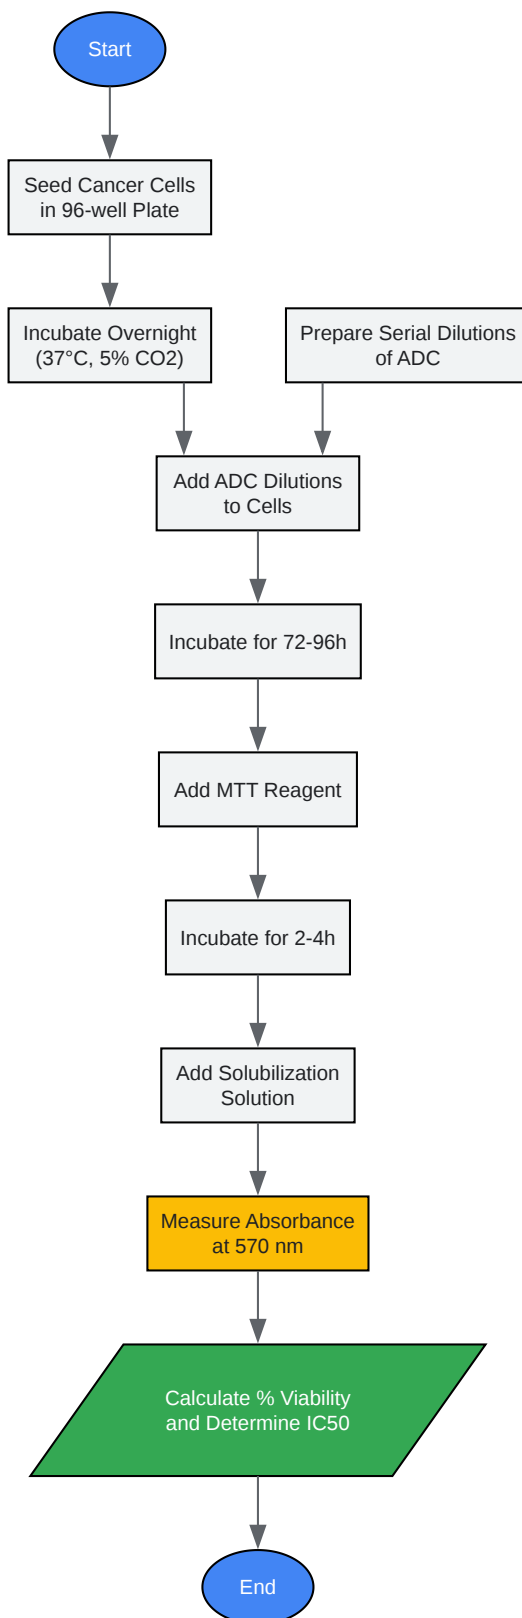 Start
Seed Cancer Cells
in 96-well Plate
Incubate Overnight
(37°C, 5% CO2)
Prepare Serial Dilutions
of ADC
Add ADC Dilutions
to Cells
Incubate for 72-96h
Add MTT Reagent
Incubate for 2-4h
Add Solubilization
Solution
Measure Absorbance
at 570 nm
Calculate % Viability
and Determine IC50
End